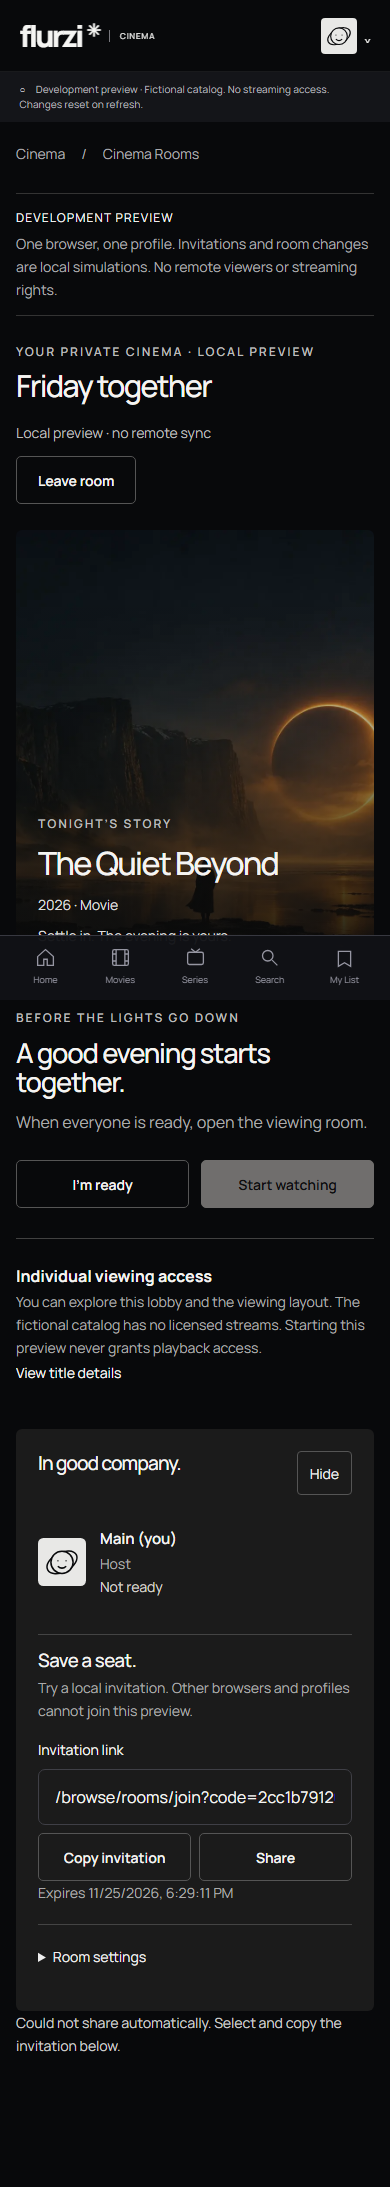 flurzi* | CINEMA
Development preview · Fictional catalog. No streaming access.
Changes reset on refresh.
Cinema / Cinema Rooms
DEVELOPMENT PREVIEW
One browser, one profile. Invitations and room changes
are local simulations. No remote viewers or streaming
rights.
YOUR PRIVATE CINEMA · LOCAL PREVIEW
Friday together
Local preview · no remote sync
Leave room
TONIGHT'S STORY
The Quiet Beyond
2026 · Movie
Settle in. The evening is yours.
Home Movies Series Search My List
BEFORE THE LIGHTS GO DOWN
A good evening starts
together.
When everyone is ready, open the viewing room.
I'm ready Start watching
Individual viewing access
You can explore this lobby and the viewing layout. The
fictional catalog has no licensed streams. Starting this
preview never grants playback access.
View title details
In good company.
Hide
Main (you)
Host
Not ready
Save a seat.
Try a local invitation. Other browsers and profiles
cannot join this preview.
Invitation link
/browse/rooms/join?code=2cc1b7912
Copy invitation Share
Expires 11/25/2026, 6:29:11 PM
Room settings
Could not share automatically. Select and copy the
invitation below.